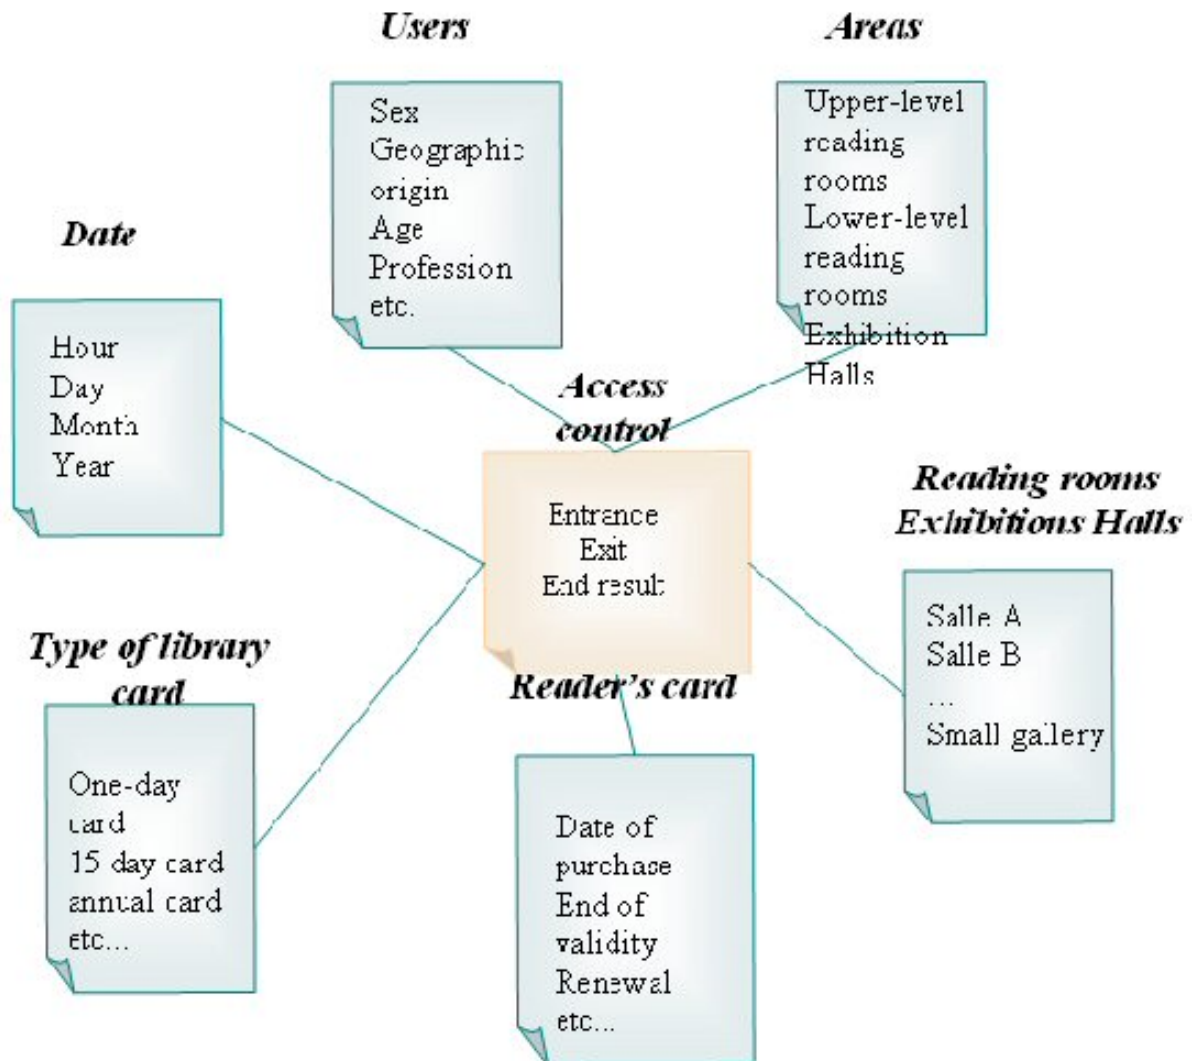 Users
Sex
Geographic
origin
Age
Profession
etc.
Areas
Upper-level
reading
rooms
Lower-level
reading
rooms
Exhibition
Halls
Date
Hour
Day
Month
Year
Access
control
Entrance
Exit
End result
Reading rooms
Exhibitions Halls
Salle A
Salle B
...
Small gallery
Type of library
card
One-day
card
15 day card
annual card
etc...
Reader's card
Date of
purchase
End of
validity
Renewal
etc...